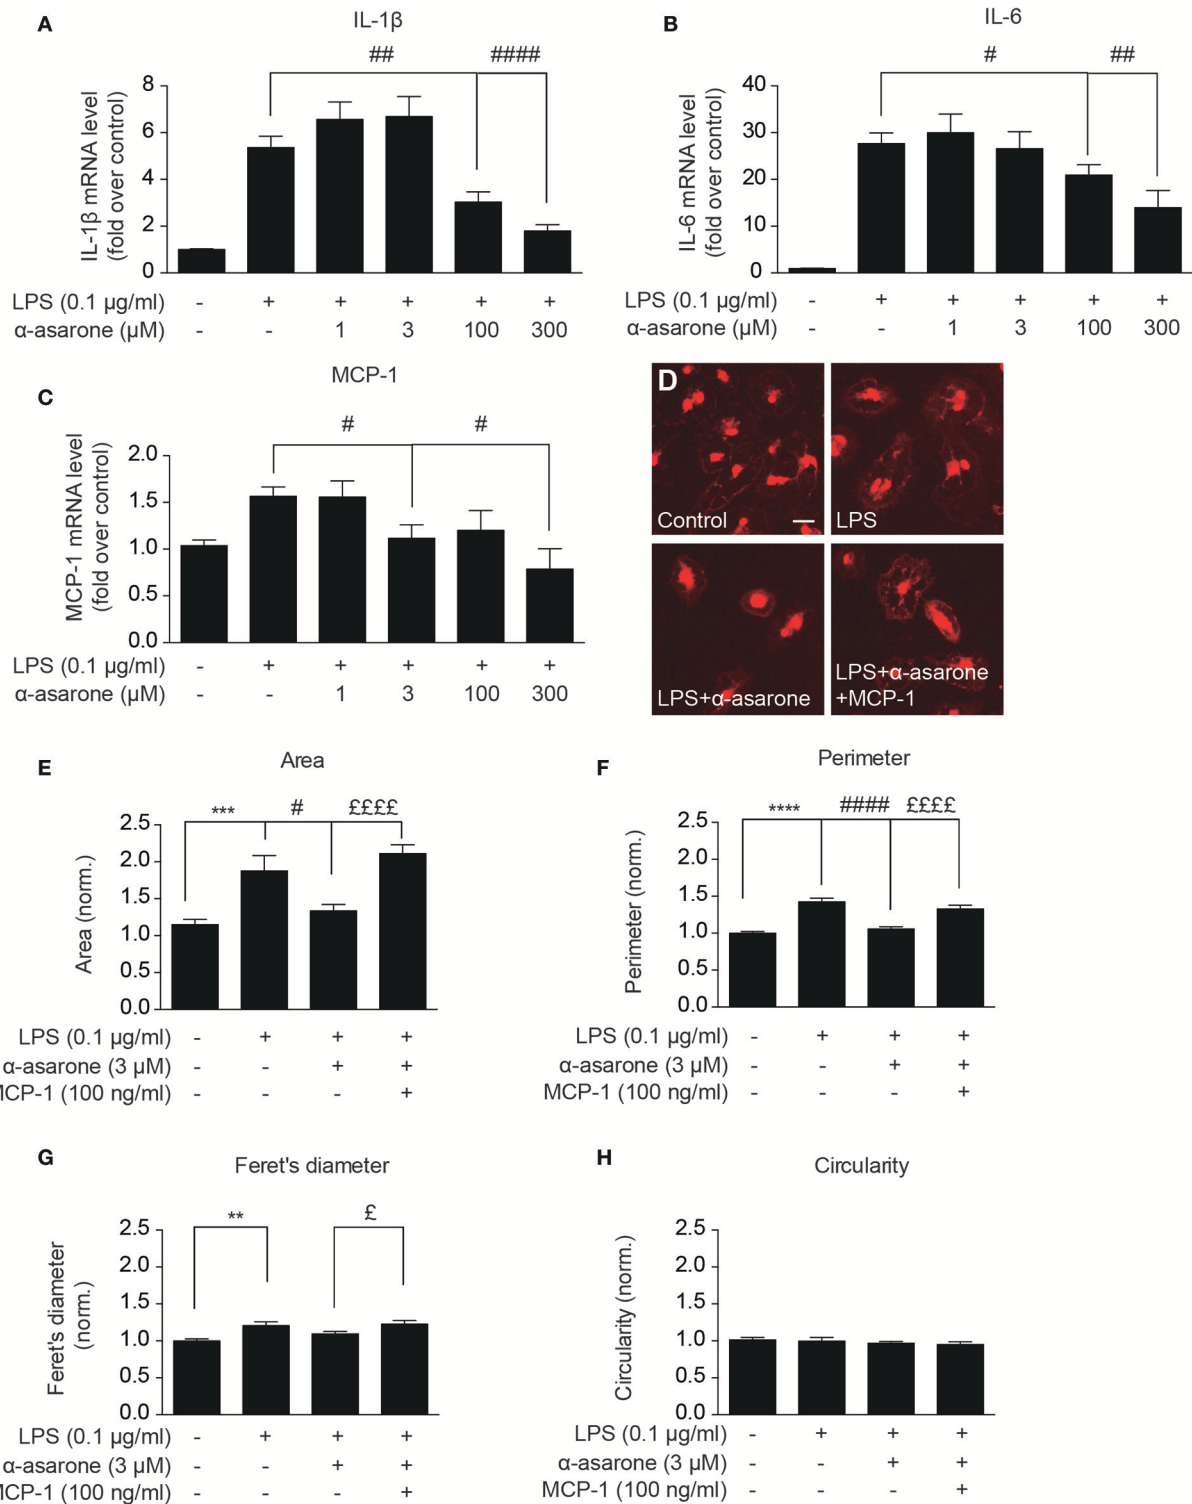 A
IL-1β
## ####
IL-1β mRNA level
(fold over control)
8
6
4
2
0
LPS (0.1 µg/ml) - + + + + +
α-asarone (µM) - - 1 3 100 300
B
IL-6
# ##
IL-6 mRNA level
(fold over control)
40
30
20
10
0
LPS (0.1 µg/ml) - + + + + +
α-asarone (µM) - - 1 3 100 300
C
MCP-1
# #
MCP-1 mRNA level
(fold over control)
2.0
1.5
1.0
0.5
0.0
LPS (0.1 µg/ml) - + + + + +
α-asarone (µM) - - 1 3 100 300
D
Control
LPS
LPS+α-asarone
LPS+α-asarone
+MCP-1
E
Area
*** # ££££
Area (norm.)
2.5
2.0
1.5
1.0
0.5
0.0
LPS (0.1 µg/ml) - + + +
α-asarone (3 µM) - - + +
MCP-1 (100 ng/ml) - - - +
F
Perimeter
**** #### ££££
Perimeter (norm.)
2.5
2.0
1.5
1.0
0.5
0.0
LPS (0.1 µg/ml) - + + +
α-asarone (3 µM) - - + +
MCP-1 (100 ng/ml) - - - +
G
Feret's diameter
** £
Feret's diameter
(norm.)
2.5
2.0
1.5
1.0
0.5
0.0
LPS (0.1 µg/ml) - + + +
α-asarone (3 µM) - - + +
MCP-1 (100 ng/ml) - - - +
H
Circularity
Circularity (norm.)
2.5
2.0
1.5
1.0
0.5
0.0
LPS (0.1 µg/ml) - + + +
α-asarone (3 µM) - - + +
MCP-1 (100 ng/ml) - - - +